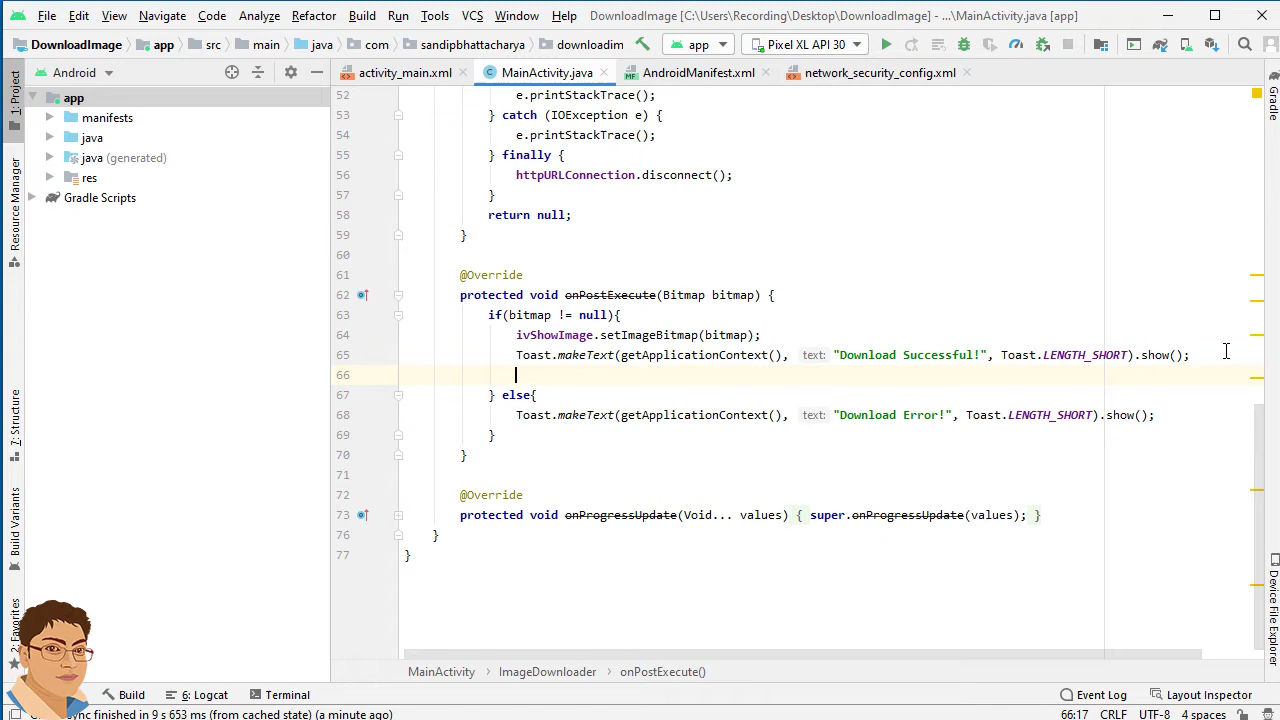 File Edit View Navigate Code Analyze Refactor Build Run Tools VCS Window Help DownloadImage [C:\Users\Recording\Desktop\DownloadImage] - ...\MainActivity.java [app]
DownloadImage app src main java com sandipbhattacharya downloadim app Pixel XL API 30
1: Project
Android
activity_main.xml MainActivity.java AndroidManifest.xml network_security_config.xml
Gradle
app
manifests
java
java (generated)
res
Gradle Scripts
Resource Manager
7: Structure
Build Variants
2: Favorites
52 e.printStackTrace();
53 } catch (IOException e) {
54 e.printStackTrace();
55 } finally {
56 httpURLConnection.disconnect();
57 }
58 return null;
59 }
60
61 @Override
62 protected void onPostExecute(Bitmap bitmap) {
63 if(bitmap != null){
64 ivShowImage.setImageBitmap(bitmap);
65 Toast.makeText(getApplicationContext(), text: "Download Successful!", Toast.LENGTH_SHORT).show();
66
67 } else{
68 Toast.makeText(getApplicationContext(), text: "Download Error!", Toast.LENGTH_SHORT).show();
69 }
70 }
71
72 @Override
73 protected void onProgressUpdate(Void... values) { super.onProgressUpdate(values); }
76 }
77 }
Device File Explorer
MainActivity ImageDownloader onPostExecute()
Build 6: Logcat Terminal Event Log Layout Inspector
sync finished in 9 s 653 ms (from cached state) (a minute ago) 66:17 CRLF UTF-8 4 spaces